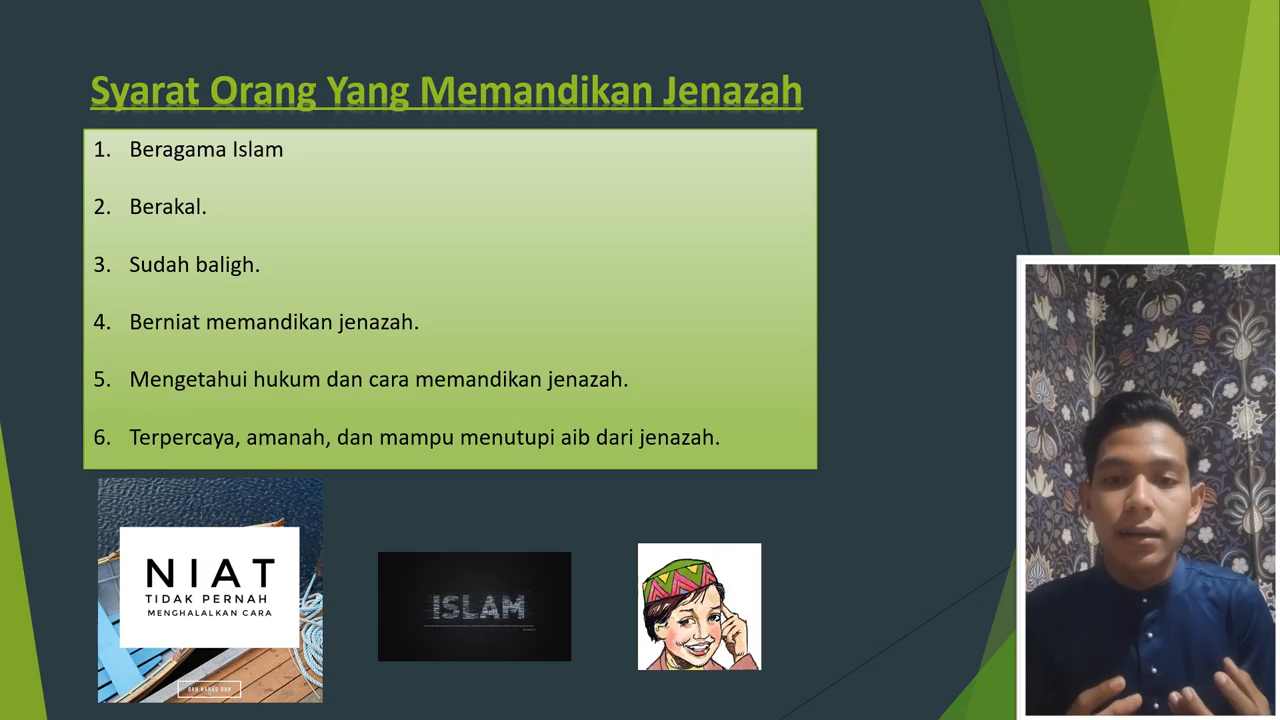 Syarat Orang Yang Memandikan Jenazah
1. Beragama Islam
2. Berakal.
3. Sudah baligh.
4. Berniat memandikan jenazah.
5. Mengetahui hukum dan cara memandikan jenazah.
6. Terpercaya, amanah, dan mampu menutupi aib dari jenazah.
NIAT
TIDAK PERNAH
MENGHALALKAN CARA
ISLAM